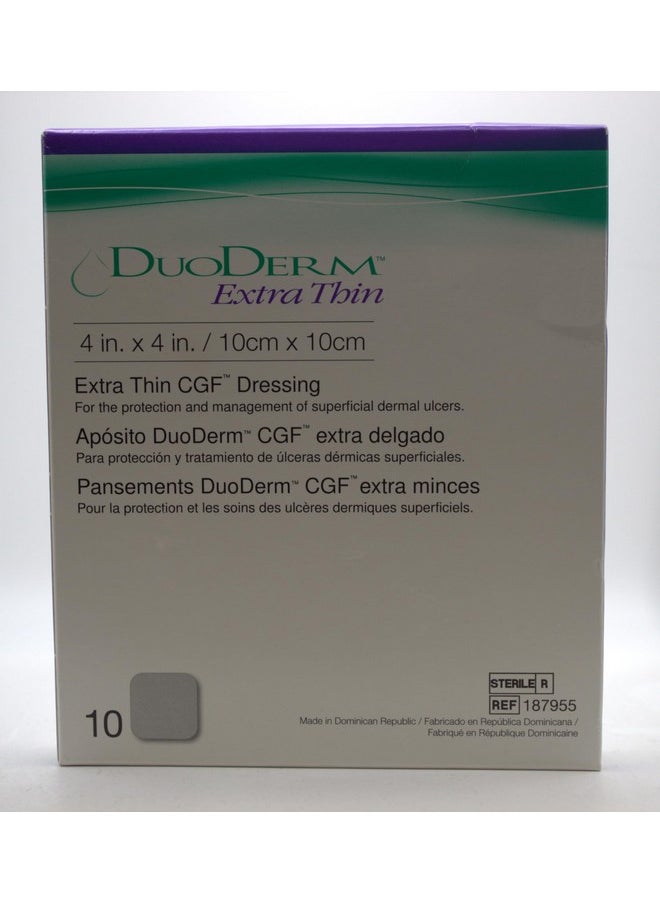 DUODERM™
Extra Thin
4 in. x 4 in. / 10cm x 10cm
Extra Thin CGF™ Dressing
For the protection and management of superficial dermal ulcers.
Apósito DuoDerm™ CGF™ extra delgado
Para protección y tratamiento de úlceras dérmicas superficiales.
Pansements DuoDerm™ CGF™ extra minces
Pour la protection et les soins des ulcères dermiques superficiels.
10
STERILE R
REF 187955
Made in Dominican Republic / Fabricado en República Dominicana /
Fabriqué en République Dominicaine